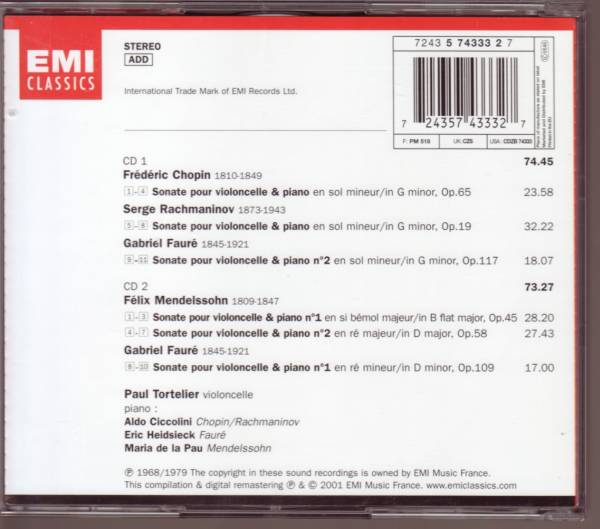 EMI
CLASSICS
STEREO
ADD
International Trade Mark of EMI Records Ltd.
7243 5 74333 2 7
7 24357 43332 7
F: PM 518
UK: CZS
USA: CDZB 74333
CD 1 74.45
Frédéric Chopin 1810-1849
1-4 Sonate pour violoncelle & piano en sol mineur/in G minor, Op.65 23.58
Serge Rachmaninov 1873-1943
5-8 Sonate pour violoncelle & piano en sol mineur/in G minor, Op.19 32.22
Gabriel Fauré 1845-1921
9-11 Sonate pour violoncelle & piano n°2 en sol mineur/in G minor, Op.117 18.07
CD 2 73.27
Félix Mendelssohn 1809-1847
1-3 Sonate pour violoncelle & piano n°1 en si bémol majeur/in B flat major, Op.45 28.20
4-7 Sonate pour violoncelle & piano n°2 en ré majeur/in D major, Op.58 27.43
Gabriel Fauré 1845-1921
8-10 Sonate pour violoncelle & piano n°1 en ré mineur/in D minor, Op.109 17.00
Paul Tortelier violoncelle
piano :
Aldo Ciccolini Chopin/Rachmaninov
Eric Heidsieck Fauré
Maria de la Pau Mendelssohn
℗ 1968/1979 The copyright in these sound recordings is owned by EMI Music France.
This compilation & digital remastering ℗ & © 2001 EMI Music France. www.emiclassics.com